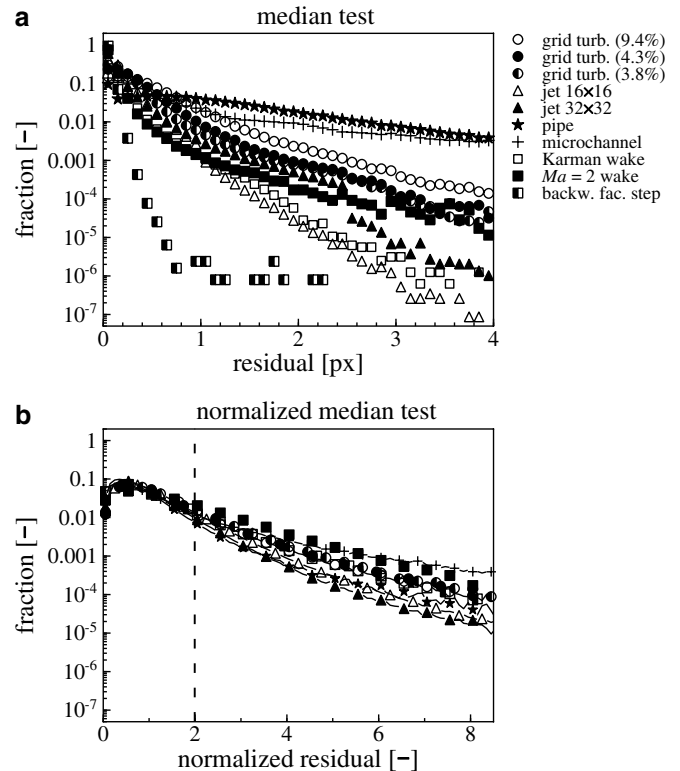 a
median test
1
0.1
0.01
0.001
10⁻⁴
10⁻⁵
10⁻⁶
10⁻⁷
fraction [−]
0 1 2 3 4
residual [px]
grid turb. (9.4%)
grid turb. (4.3%)
grid turb. (3.8%)
jet 16×16
jet 32×32
pipe
microchannel
Karman wake
Ma = 2 wake
backw. fac. step
b
normalized median test
1
0.1
0.01
0.001
10⁻⁴
10⁻⁵
10⁻⁶
10⁻⁷
fraction [−]
0 2 4 6 8
normalized residual [−]